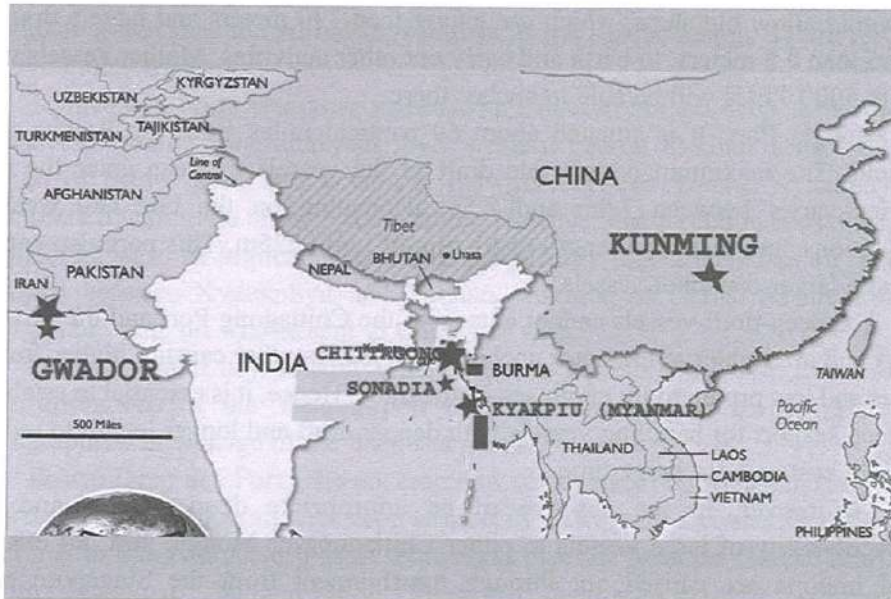 KYRGYZSTAN
UZBEKISTAN
TAJIKISTAN
TURKMENISTAN
Line of
Control
AFGHANISTAN
CHINA
Tibet
KUNMING
PAKISTAN
BHUTAN
Lhasa
NEPAL
IRAN
GWADOR
INDIA
CHITTAGONG
BURMA
SONADIA
TAIWAN
KYAKPIU (MYANMAR)
Pacific
Ocean
500 Miles
THAILAND
LAOS
CAMBODIA
VIETNAM
PHILIPPINES